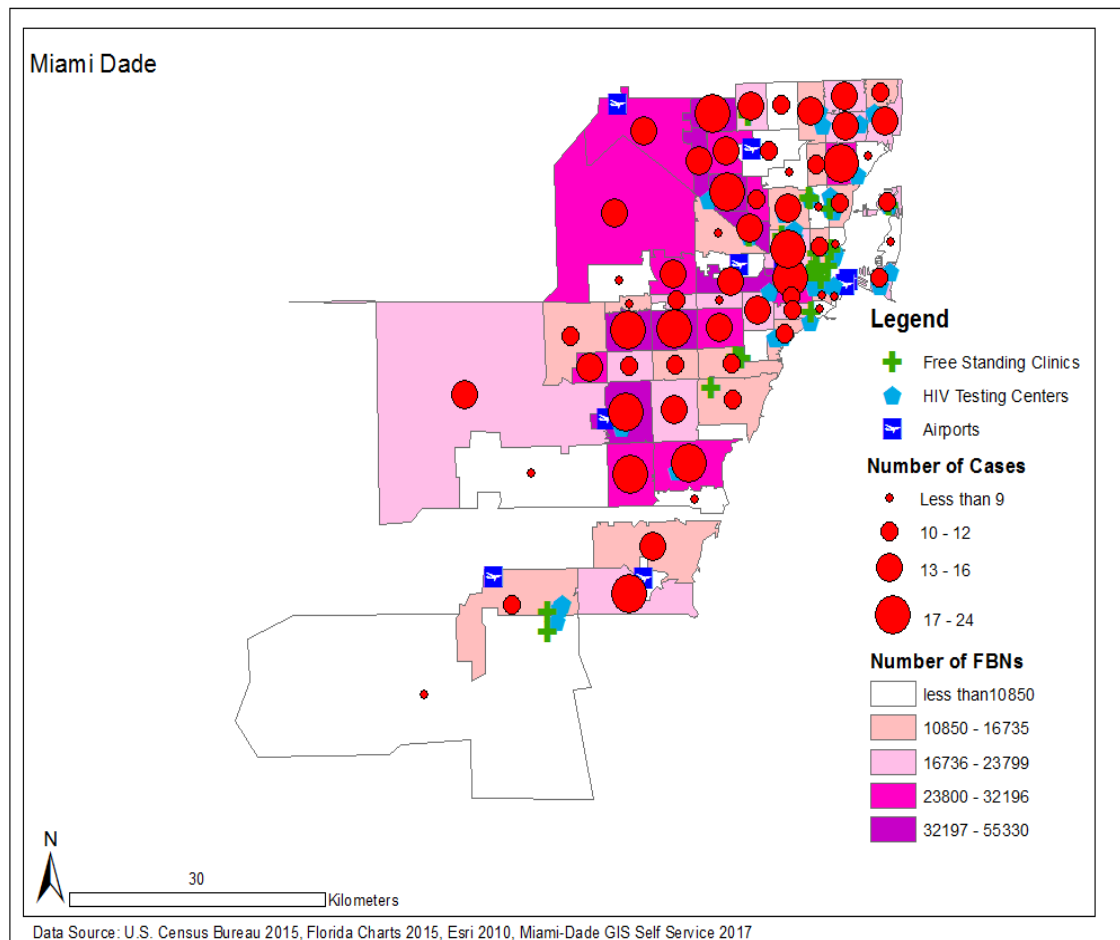 Miami Dade
Legend
Free Standing Clinics
HIV Testing Centers
Airports
Number of Cases
Less than 9
10 - 12
13 - 16
17 - 24
Number of FBNs
less than10850
10850 - 16735
16736 - 23799
23800 - 32196
32197 - 55330
N
30
Kilometers
Data Source: U.S. Census Bureau 2015, Florida Charts 2015, Esri 2010, Miami-Dade GIS Self Service 2017